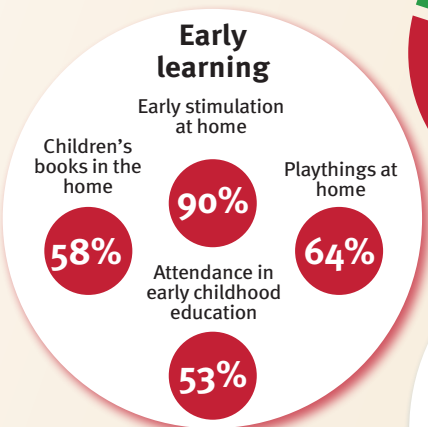 Early
learning
Early stimulation
at home
90%
Children's
books in the
home
58%
Playthings at
home
64%
Attendance in
early childhood
education
53%